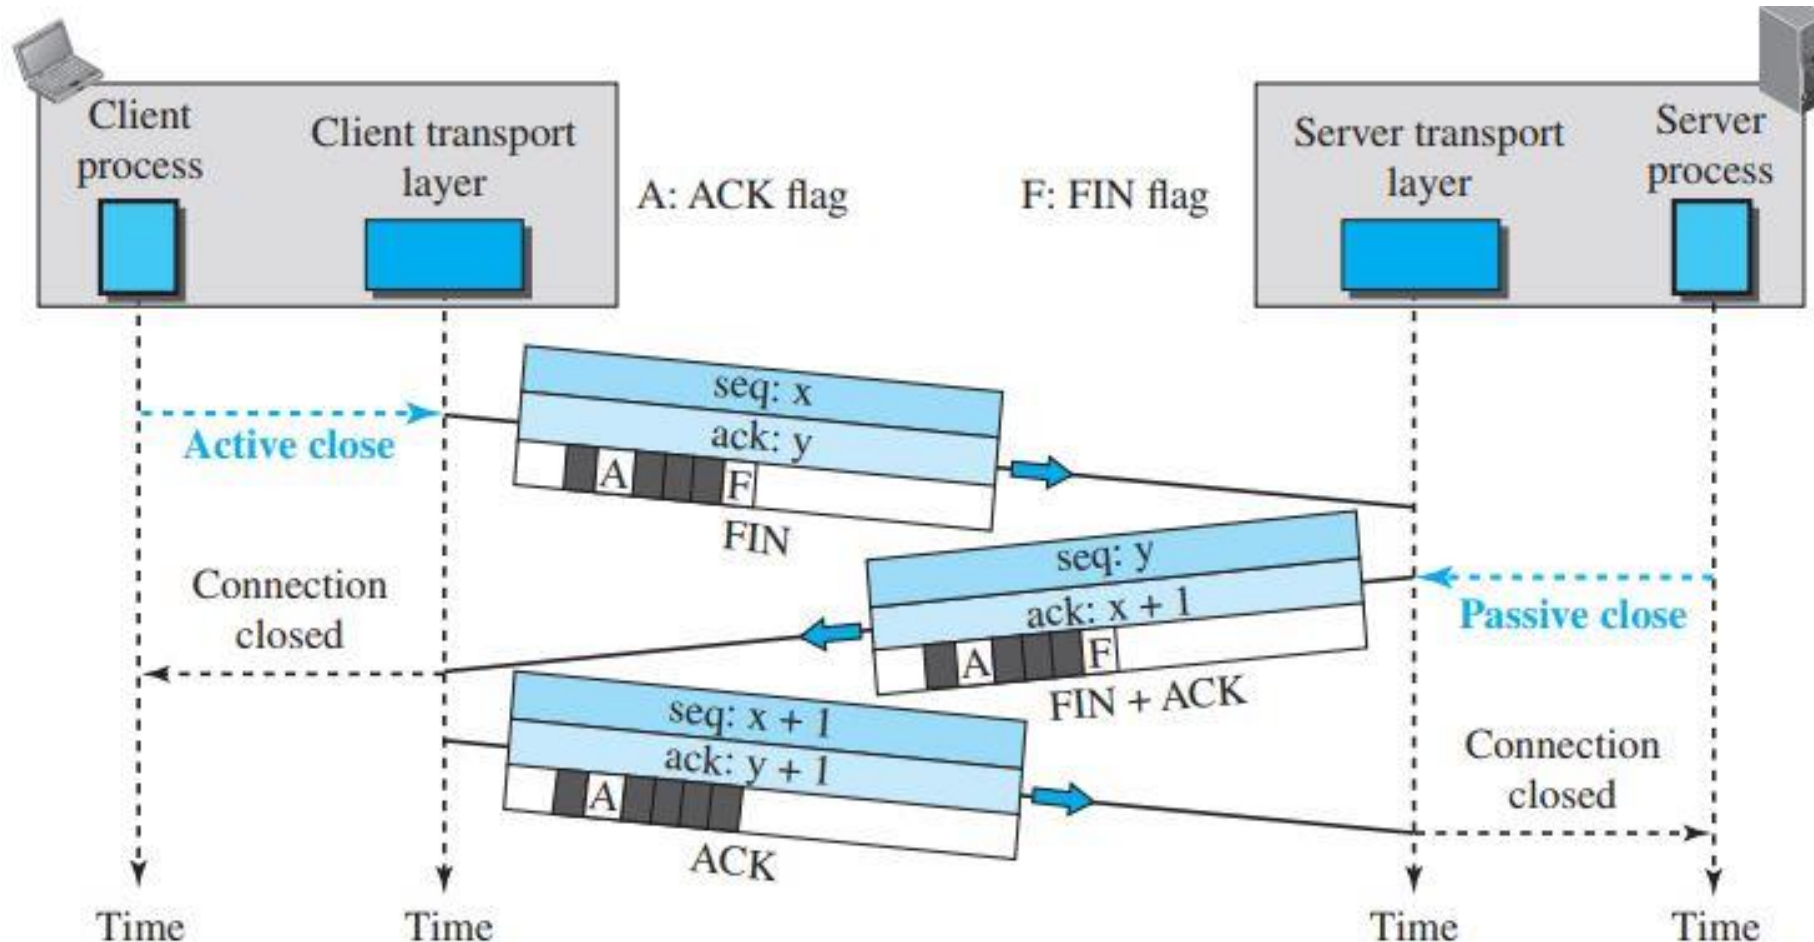 Client
process
Client transport
layer
A: ACK flag
F: FIN flag
Server transport
layer
Server
process
seq: x
ack: y
A
F
FIN
Active close
seq: y
ack: x + 1
A
F
FIN + ACK
Passive close
Connection
closed
seq: x + 1
ack: y + 1
A
ACK
Connection
closed
Time
Time
Time
Time